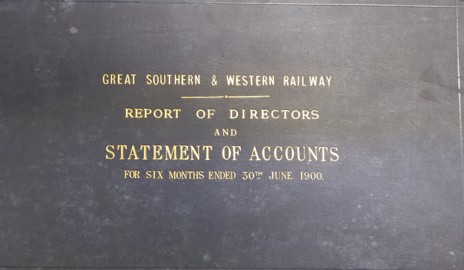 GREAT SOUTHERN & WESTERN RAILWAY
REPORT OF DIRECTORS
AND
STATEMENT OF ACCOUNTS
FOR SIX MONTHS ENDED 30TH JUNE. 1900.